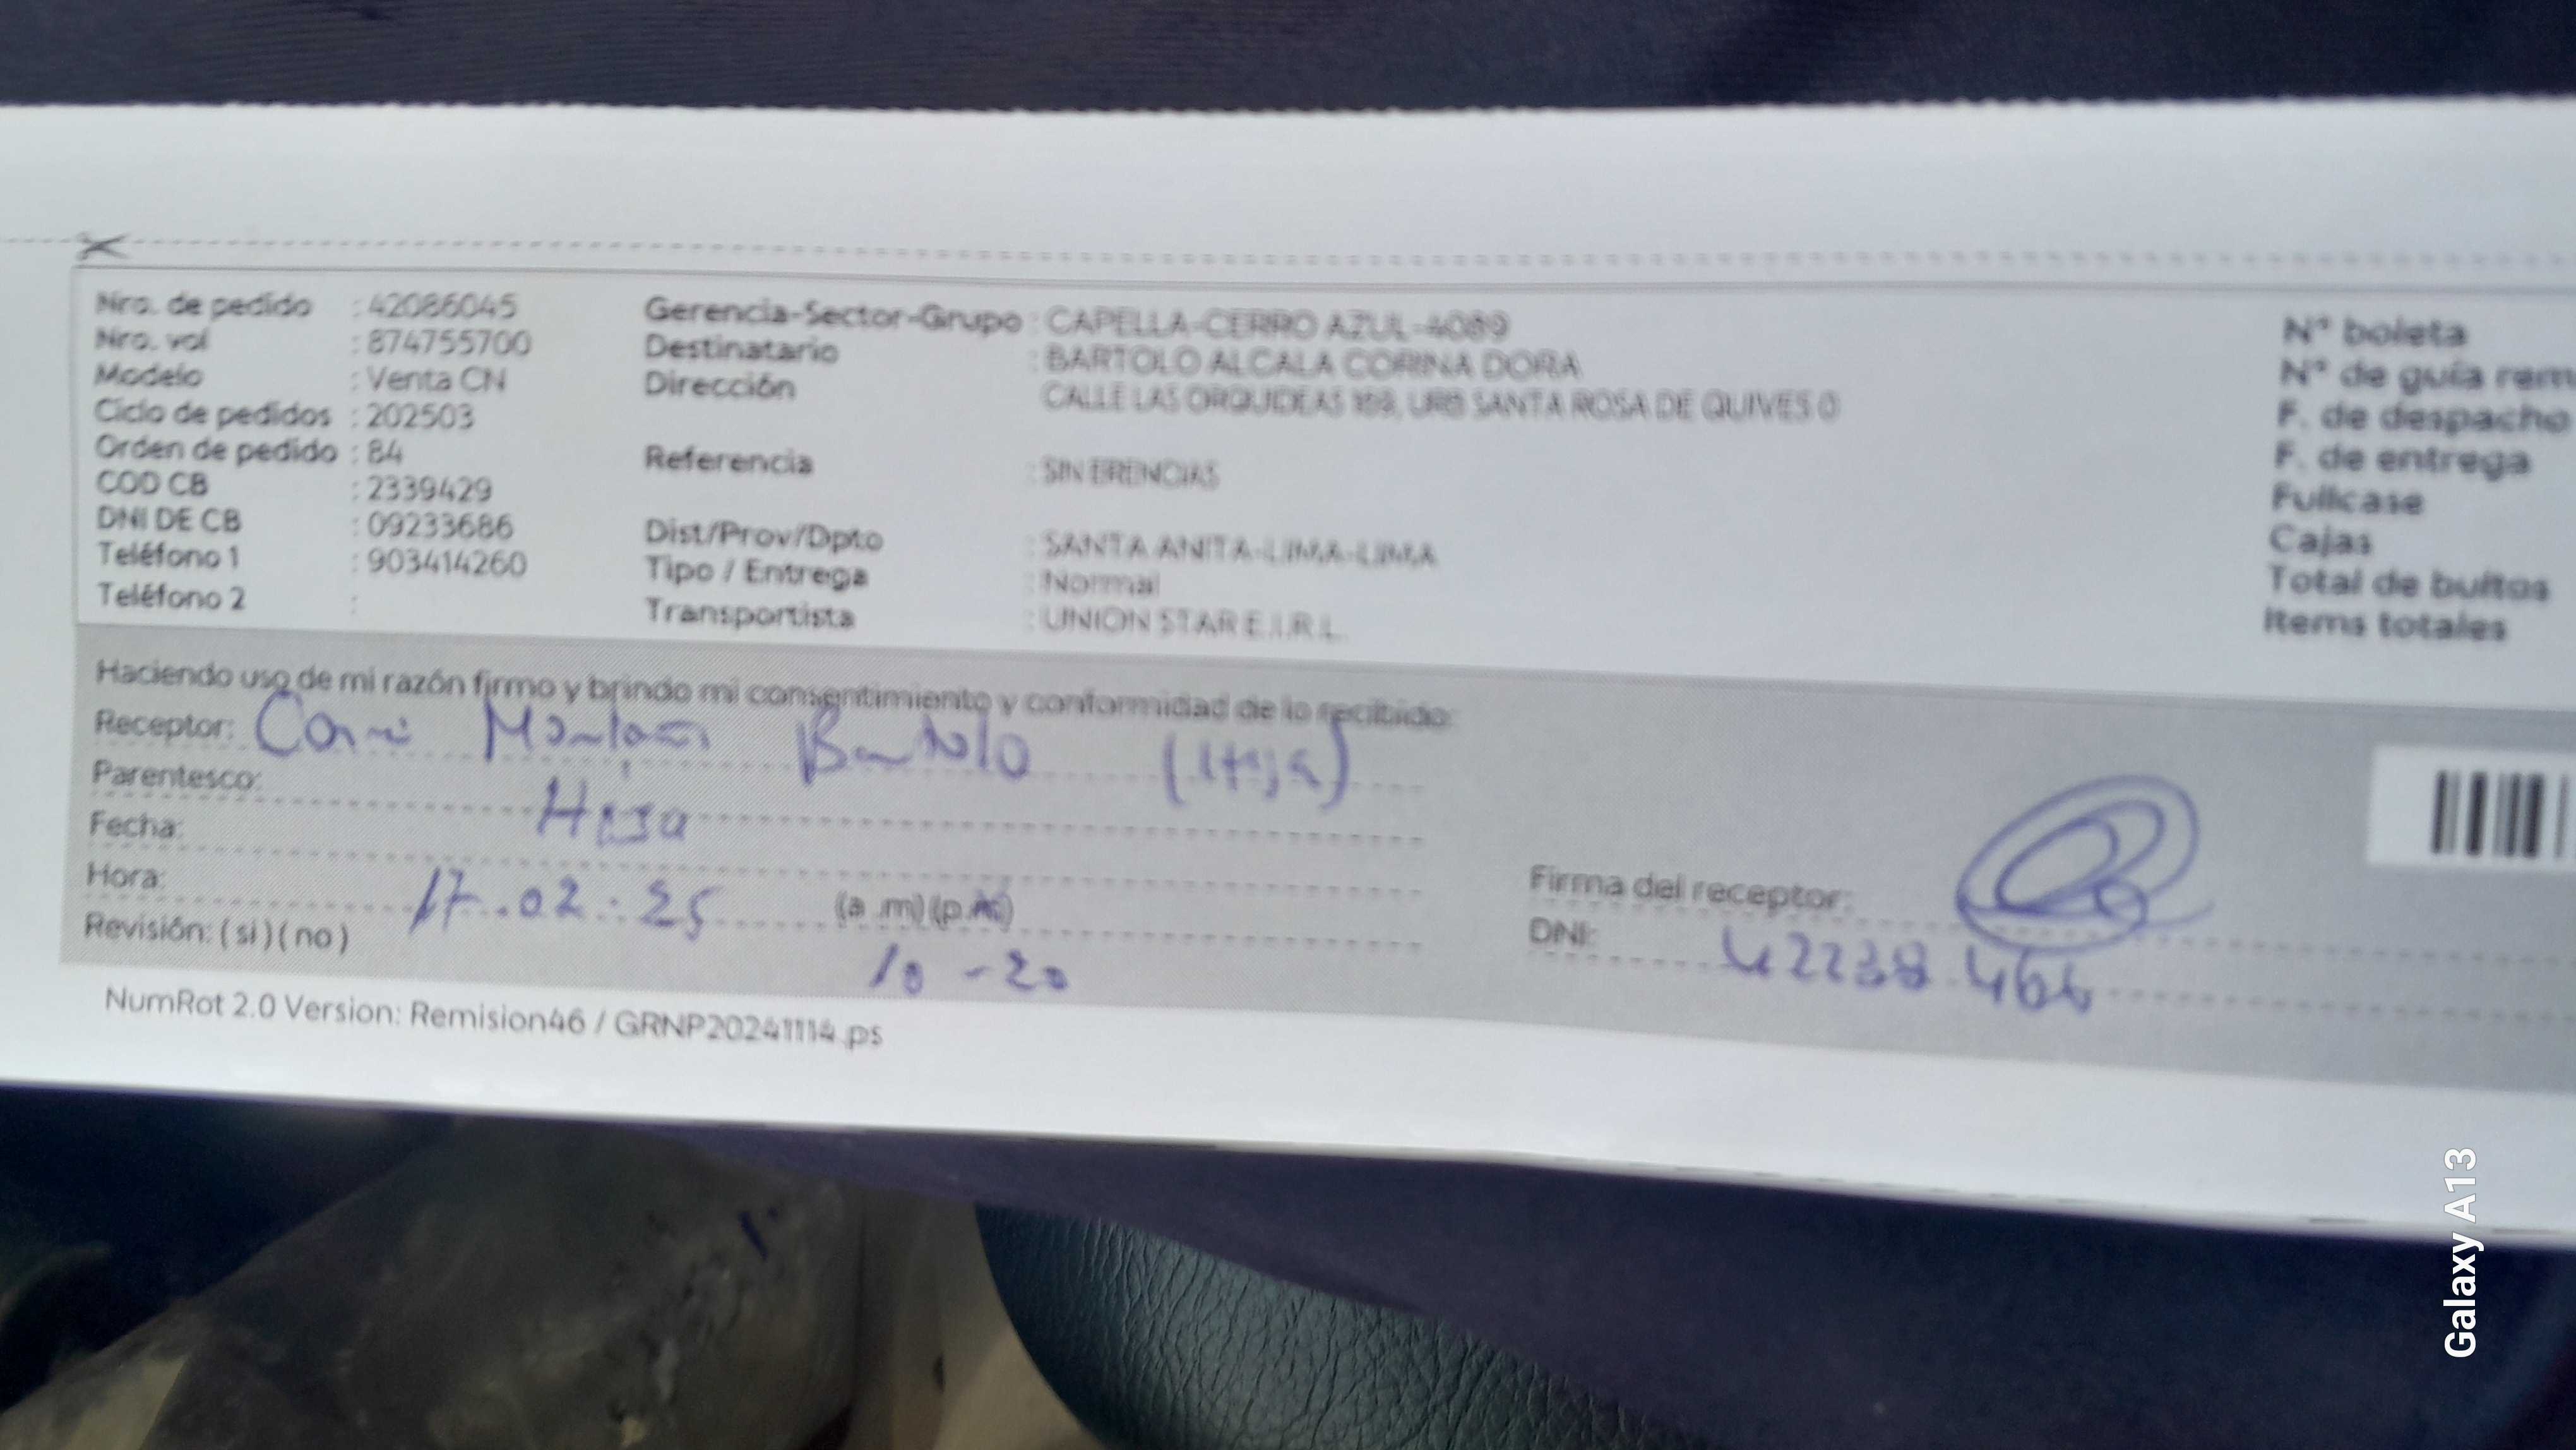 Nro. de pedido : 42086045
Nro. vol : 874755700
Modelo : Venta CN
Ciclo de pedidos : 202503
Orden de pedido : 84
COD CB : 2339429
DNI DE CB : 09233686
Teléfono 1 : 903414260
Teléfono 2 :
Gerencia-Sector-Grupo : CAPELLA-CERRO AZUL-4089
Destinatario : BARTOLO ALCALA CORINA DORA
Dirección : CALLE LAS ORQUIDEAS 169, URB SANTA ROSA DE QUIVES 0
Referencia : SIN ERENCIAS
Dist/Prov/Dpto : SANTA ANITA-LIMA-LIMA
Tipo / Entrega : Normal
Transportista : UNION STAR E.I.R.L.
N° boleta
N° de guía rem
F. de despacho
F. de entrega
Fullcase
Cajas
Total de bultos
Items totales
Haciendo uso de mi razón firmo y brindo mi consentimiento y conformidad de lo recibido:
Receptor: Bartolo (Hija)
Parentesco: Hija
Fecha: 17.02.25
Hora: (a .m) (p.m) 10-20
Revisión: ( si ) ( no )
Firma del receptor:
DNI: 42238466
NumRot 2.0 Version: Remision46 / GRNP20241114.ps
Galaxy A13